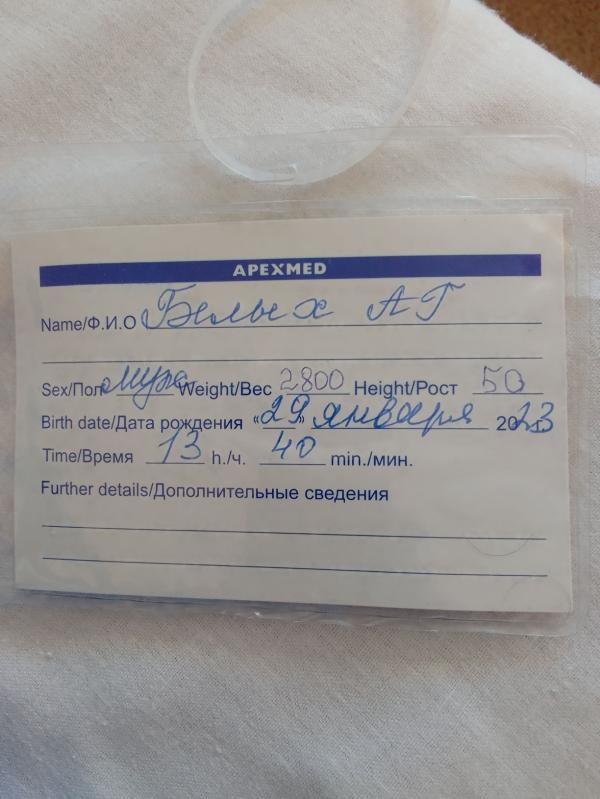 APEXMED
Name/Ф.И.О Белых АГ
Sex/Пол муж Weight/Вес 2800 Height/Рост 50
Birth date/Дата рождения «29» января 2023
Time/Время 13 h./ч. 40 min./мин.
Further details/Дополнительные сведения